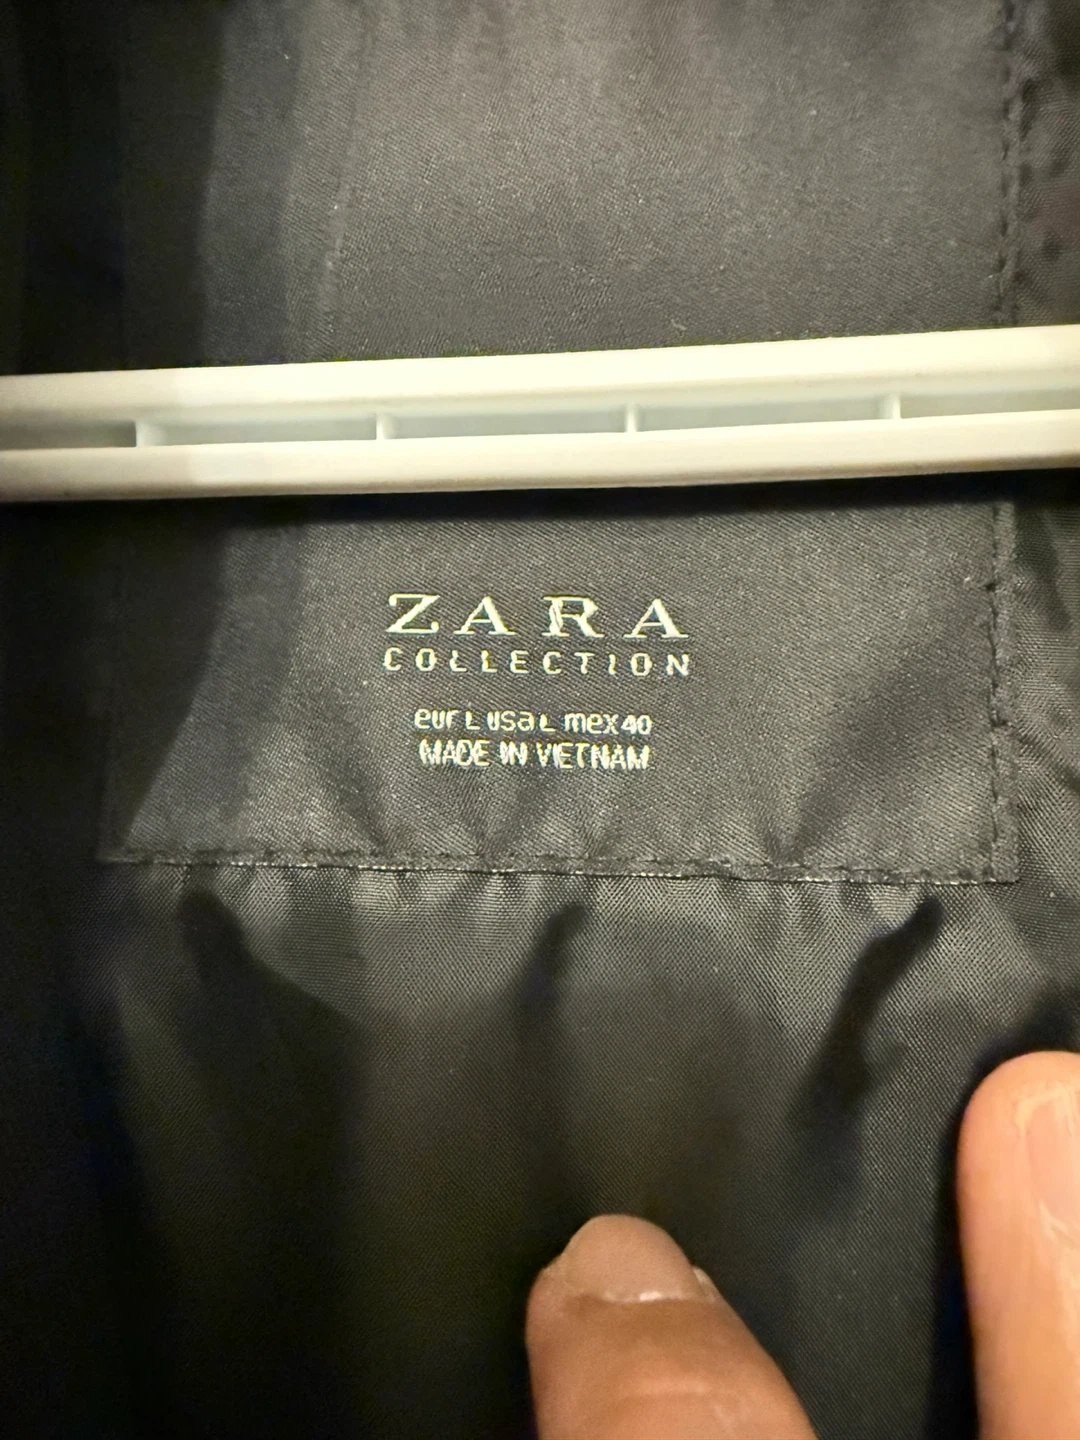 ZARA
COLLECTION
eur L usa L mex 40
MADE IN VIETNAM